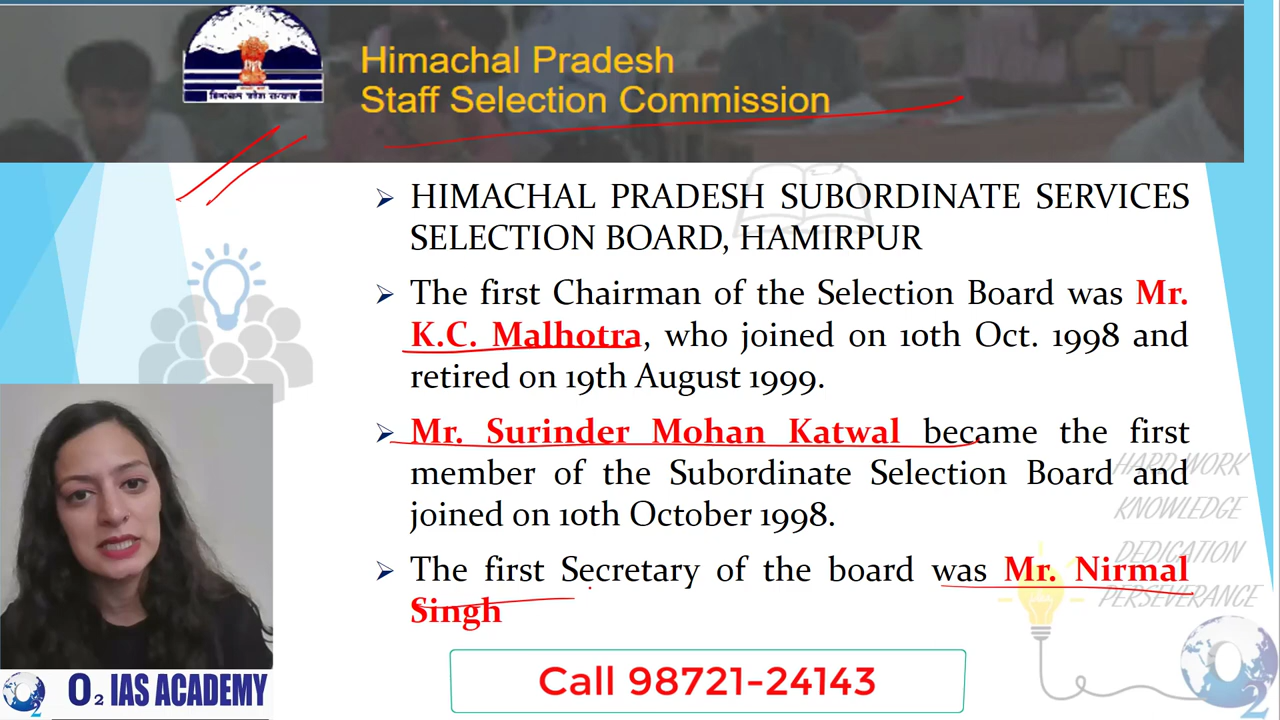 Himachal Pradesh
Staff Selection Commission
हिमाचल प्रदेश सरकार
➢ HIMACHAL PRADESH SUBORDINATE SERVICES
SELECTION BOARD, HAMIRPUR
➢ The first Chairman of the Selection Board was Mr.
K.C. Malhotra, who joined on 10th Oct. 1998 and
retired on 19th August 1999.
➢ Mr. Surinder Mohan Katwal became the first
member of the Subordinate Selection Board and
joined on 10th October 1998.
➢ The first Secretary of the board was Mr. Nirmal
Singh
HARD WORK
KNOWLEDGE
DEDICATION
PERSEVERANCE
Call 98721-24143
O2 IAS ACADEMY